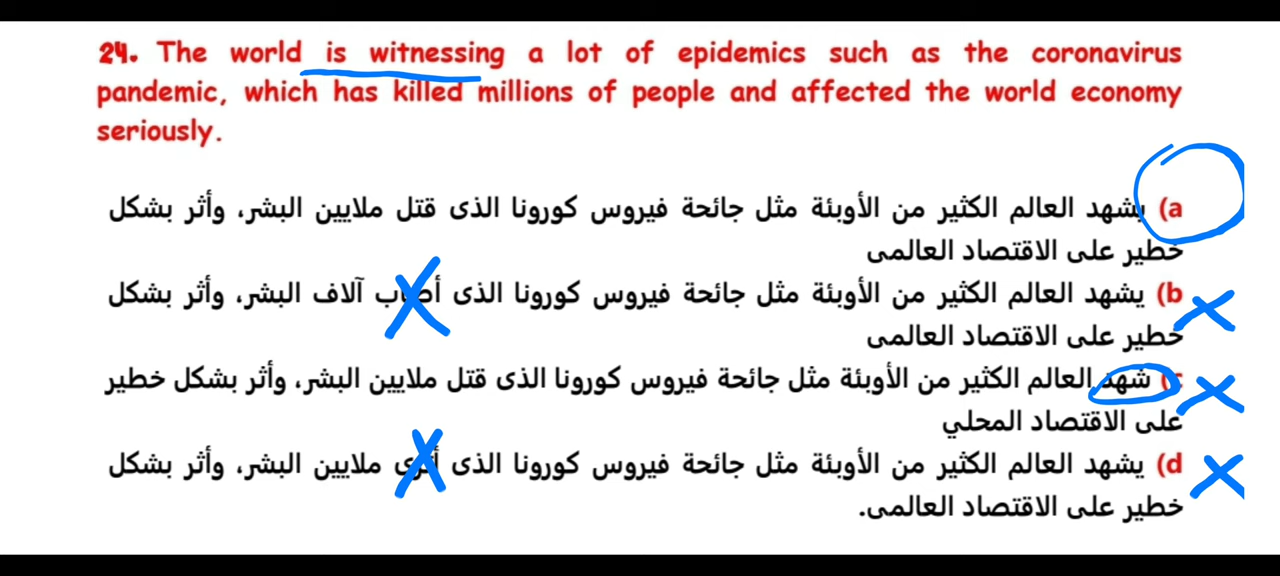 24. The world is witnessing a lot of epidemics such as the coronavirus
pandemic, which has killed millions of people and affected the world economy
seriously.
a) يشهد العالم الكثير من الأوبئة مثل جائحة فيروس كورونا الذى قتل ملايين البشر، وأثر بشكل
خطير على الاقتصاد العالمى
b) يشهد العالم الكثير من الأوبئة مثل جائحة فيروس كورونا الذى أصاب آلاف البشر، وأثر بشكل
خطير على الاقتصاد العالمى
c) شهد العالم الكثير من الأوبئة مثل جائحة فيروس كورونا الذى قتل ملايين البشر، وأثر بشكل خطير
على الاقتصاد المحلي
d) يشهد العالم الكثير من الأوبئة مثل جائحة فيروس كورونا الذى ملايين البشر، وأثر بشكل
خطير على الاقتصاد العالمى.